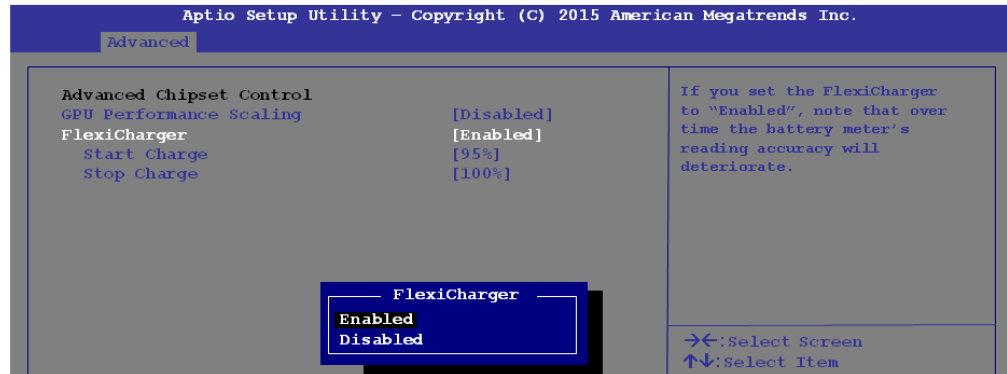 Aptio Setup Utility – Copyright (C) 2015 American Megatrends Inc.
Advanced
Advanced Chipset Control
GPU Performance Scaling [Disabled]
FlexiCharger [Enabled]
Start Charge [95%]
Stop Charge [100%]
If you set the FlexiCharger
to “Enabled”, note that over
time the battery meter’s
reading accuracy will
deteriorate.
FlexiCharger
Enabled
Disabled
→←:Select Screen
↑↓:Select Item